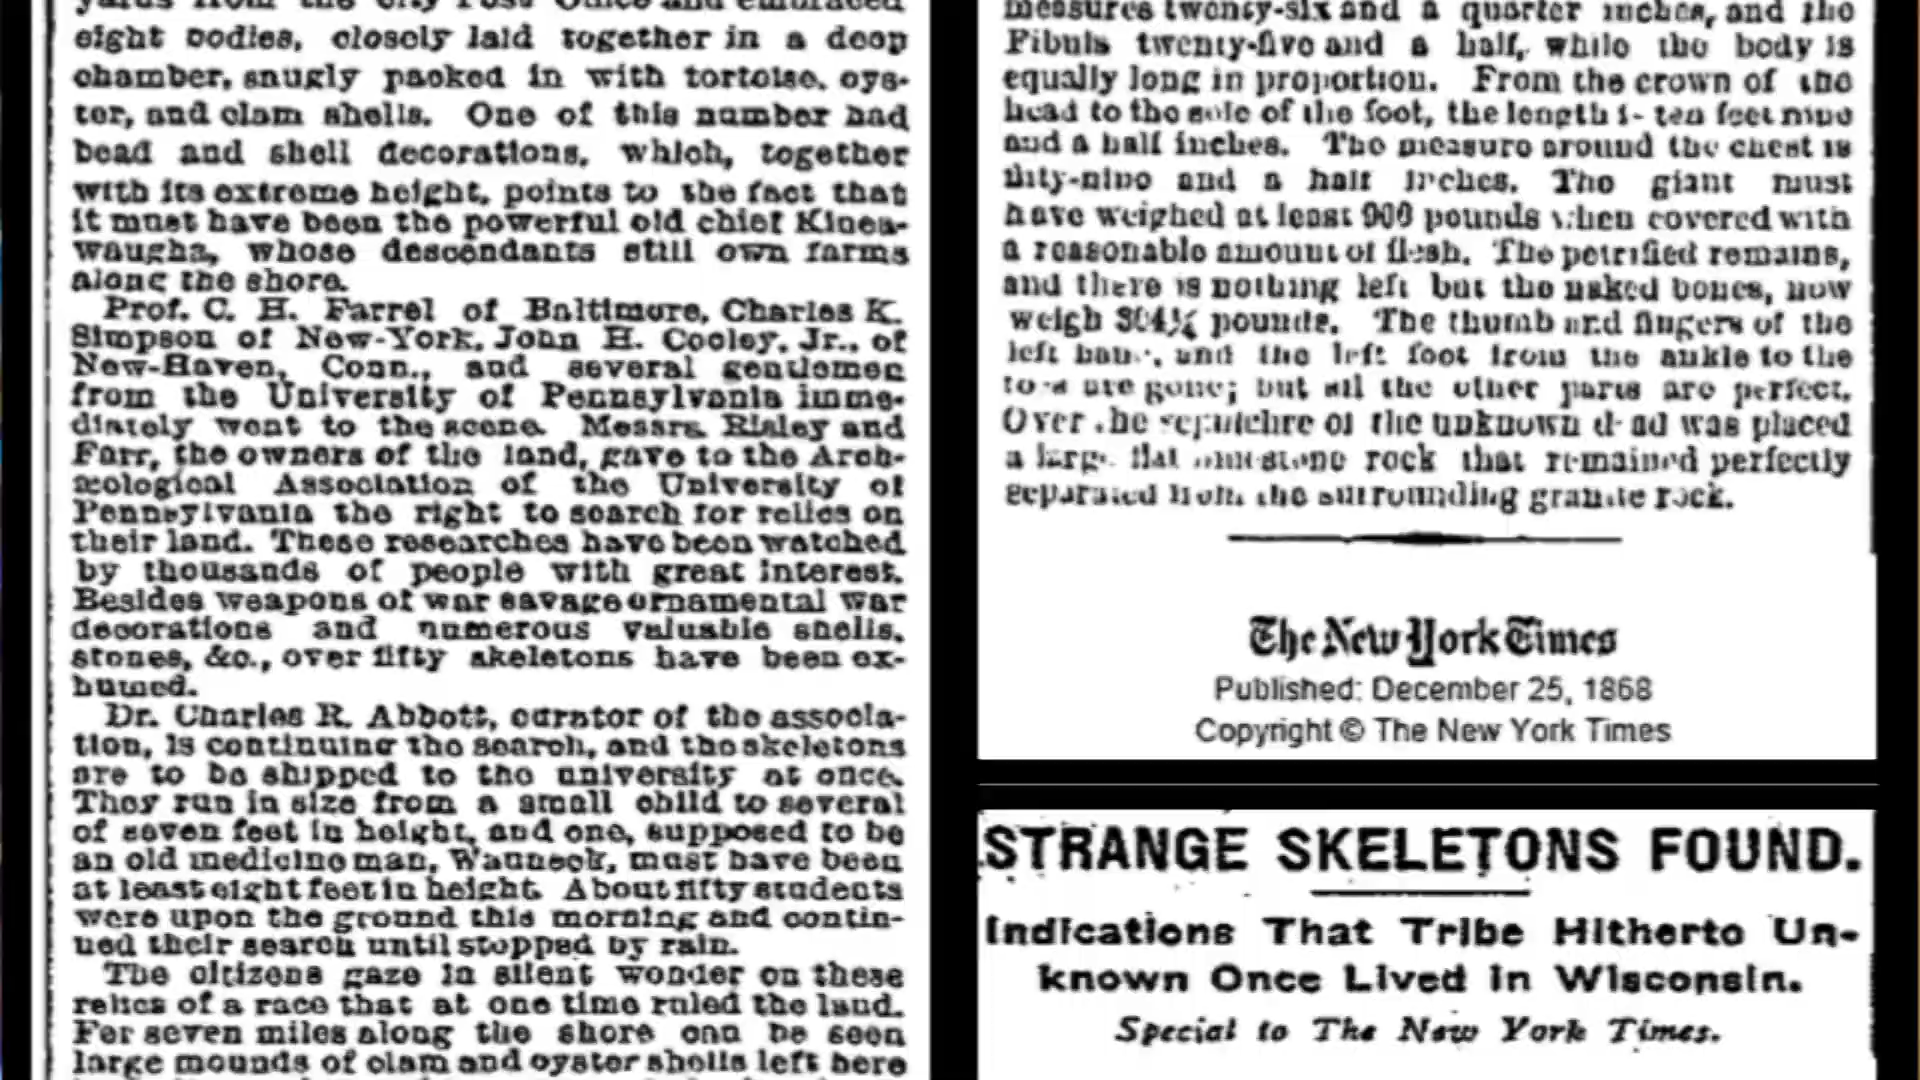 yards from the City Post Office and embraced
eight bodies, closely laid together in a deep
chamber, snugly packed in with tortoise, oys-
ter, and clam shells. One of this number had
bead and shell decorations, which, together
with its extreme height, points to the fact that
it must have been the powerful old chief Kinea-
waugha, whose descendants still own farms
along the shore.
Prof. C. H. Farrel of Baltimore, Charles K.
Simpson of New-York, John H. Cooley, Jr., of
New-Haven, Conn., and several gentlemen
from the University of Pennsylvania imme-
diately went to the scene. Messrs. Risley and
Farr, the owners of the land, gave to the Arch-
æological Association of the University of
Pennsylvania the right to search for relics on
their land. These researches have been watched
by thousands of people with great interest.
Besides weapons of war savage ornamental war
decorations and numerous valuable shells,
stones, &c., over fifty skeletons have been ex-
humed.
Dr. Charles R. Abbott, curator of the associa-
tion, is continuing the search, and the skeletons
are to be shipped to the university at once.
They run in size from a small child to several
of seven feet in height, and one, supposed to be
an old medicine man, Wauneck, must have been
at least eight feet in height. About fifty students
were upon the ground this morning and contin-
ued their search until stopped by rain.
The citizens gaze in silent wonder on these
relics of a race that at one time ruled the land.
For seven miles along the shore can be seen
large mounds of clam and oyster shells left here
measures twenty-six and a quarter inches, and the
Fibula twenty-five and a half, while the body is
equally long in proportion. From the crown of the
head to the sole of the foot, the length is ten feet nine
and a half inches. The measure around the chest is
fifty-nine and a half inches. The giant must
have weighed at least 900 pounds when covered with
a reasonable amount of flesh. The petrified remains,
and there is nothing left but the naked bones, now
weigh 304¼ pounds. The thumb and fingers of the
left hand, and the left foot from the ankle to the
toes are gone; but all the other parts are perfect.
Over the sepulchre of the unknown dead was placed
a large flat limestone rock that remained perfectly
separated from the surrounding granite rock.
The New York Times
Published: December 25, 1868
Copyright © The New York Times
STRANGE SKELETONS FOUND.
Indications That Tribe Hitherto Un-
known Once Lived in Wisconsin.
Special to The New York Times.